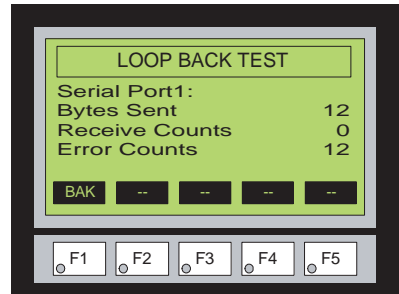 LOOP BACK TEST
Serial Port1:
Bytes Sent 12
Receive Counts 0
Error Counts 12
BAK -- -- -- --
F1 F2 F3 F4 F5